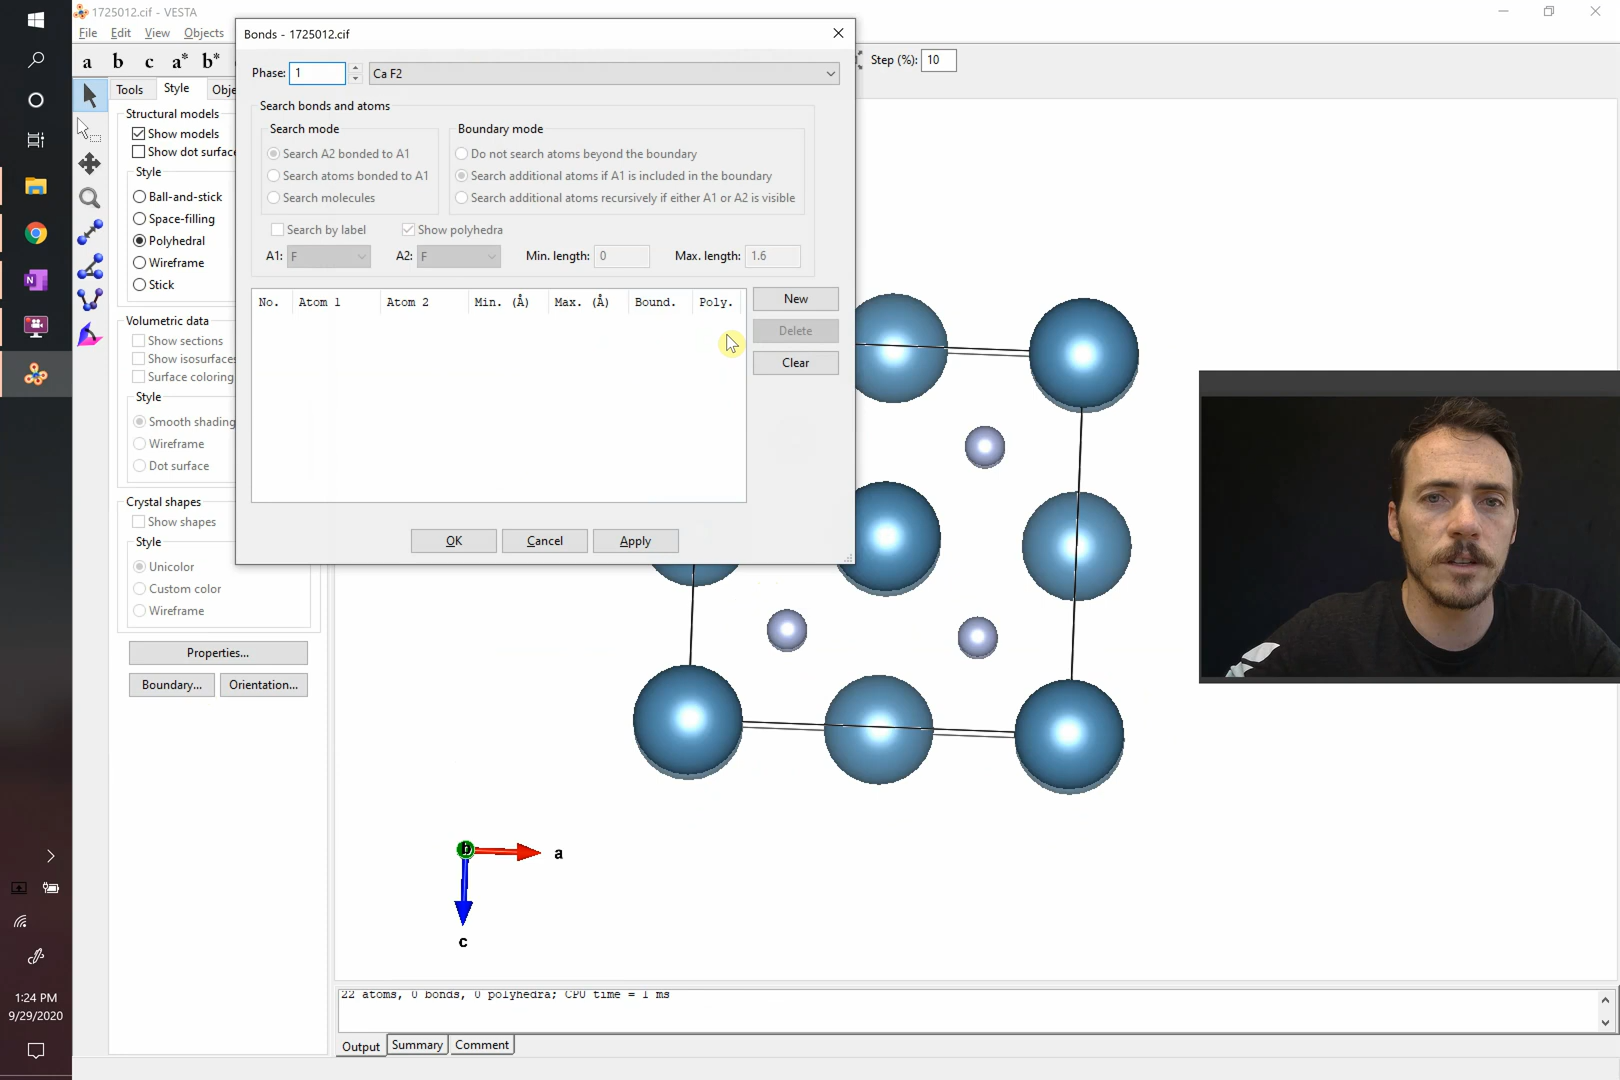 1725012.cif - VESTA
File Edit View Objects
a b c a* b*
Step (%): 10
Tools Style Obje
Structural models
Show models
Show dot surface
Style
Ball-and-stick
Space-filling
Polyhedral
Wireframe
Stick
Volumetric data
Show sections
Show isosurfaces
Surface coloring
Style
Smooth shading
Wireframe
Dot surface
Crystal shapes
Show shapes
Style
Unicolor
Custom color
Wireframe
Properties...
Boundary... Orientation...
Bonds - 1725012.cif
Phase: 1 Ca F2
Search bonds and atoms
Search mode
Search A2 bonded to A1
Search atoms bonded to A1
Search molecules
Boundary mode
Do not search atoms beyond the boundary
Search additional atoms if A1 is included in the boundary
Search additional atoms recursively if either A1 or A2 is visible
Search by label Show polyhedra
A1: F A2: F Min. length: 0 Max. length: 1.6
No. Atom 1 Atom 2 Min. (Å) Max. (Å) Bound. Poly.
New
Delete
Clear
OK Cancel Apply
b a
c
22 atoms, 0 bonds, 0 polyhedra; CPU time = 1 ms
Output Summary Comment
1:24 PM
9/29/2020